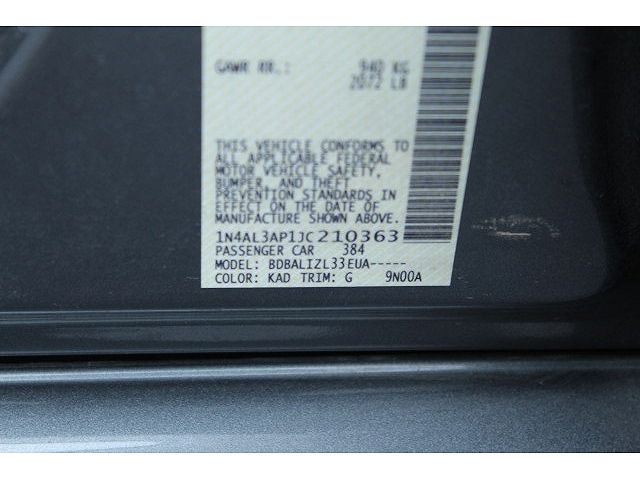 GAWR RR.: 940 KG
2072 LB
THIS VEHICLE CONFORMS TO
ALL APPLICABLE FEDERAL
MOTOR VEHICLE SAFETY,
BUMPER, AND THEFT
PREVENTION STANDARDS IN
EFFECT ON THE DATE OF
MANUFACTURE SHOWN ABOVE.
1N4AL3AP1JC210363
PASSENGER CAR 384
MODEL: BDBALIZL33EUA-----
COLOR: KAD TRIM: G 9N00A